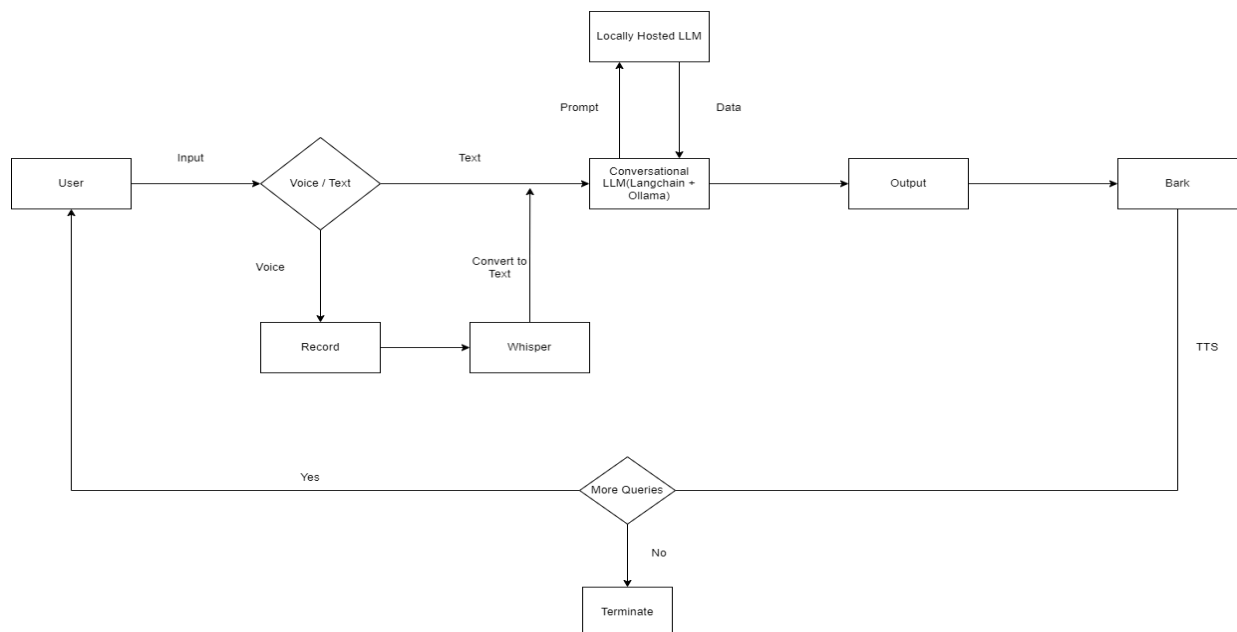 Locally Hosted LLM
Prompt
Data
Input
Text
User
Voice / Text
Conversational
LLM(Langchain +
Ollama)
Output
Bark
Voice
Convert to
Text
Record
Whisper
TTS
Yes
More Queries
No
Terminate